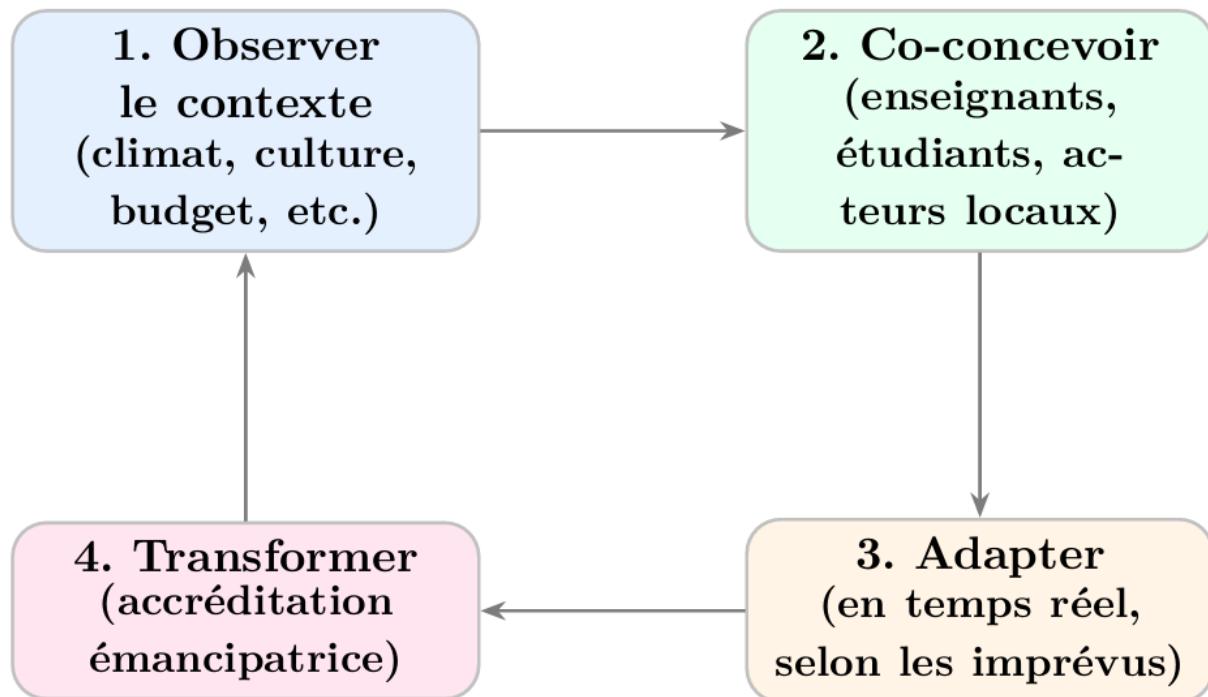 1. Observer
le contexte
(climat, culture,
budget, etc.)
2. Co-concevoir
(enseignants,
étudiants, ac-
teurs locaux)
3. Adapter
(en temps réel,
selon les imprévus)
4. Transformer
(accréditation
émancipatrice)